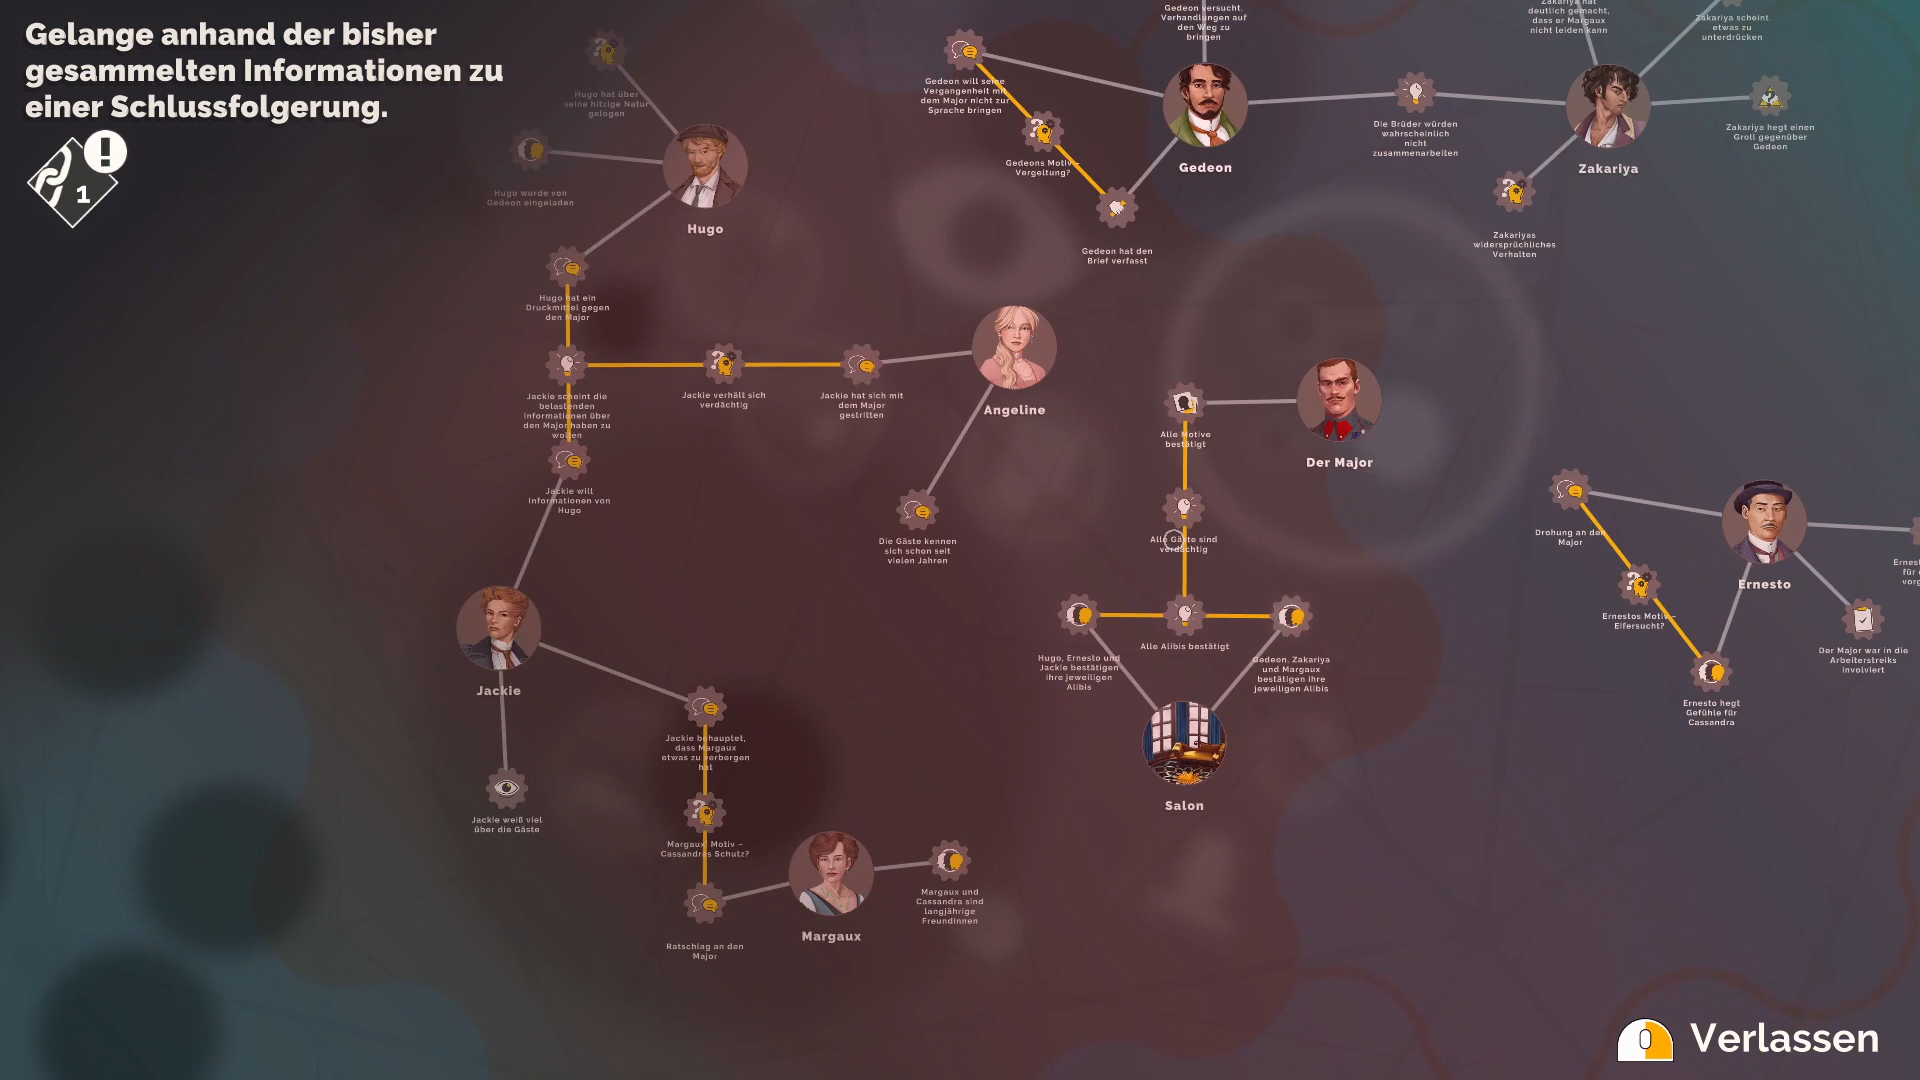 Gelange anhand der bisher
gesammelten Informationen zu
einer Schlussfolgerung.
1
Hugo hat über
seine hitzige Natur
gelogen
Hugo wurde von
Gedeon eingeladen
Hugo
Gedeon versucht,
Verhandlungen auf
den Weg zu
bringen
Gedeon will seine
Vergangenheit mit
dem Major nicht zur
Sprache bringen
Gedeons Motiv –
Vergeltung?
Gedeon hat den
Brief verfasst
Gedeon
Die Brüder würden
wahrscheinlich
nicht
zusammenarbeiten
Zakariya hat
deutlich gemacht,
dass er Margaux
nicht leiden kann
Zakariya scheint
etwas zu
unterdrücken
Zakariya
Zakariya hegt einen
Groll gegenüber
Gedeon
Zakariyas
widersprüchliches
Verhalten
Hugo hat ein
Druckmittel gegen
den Major
Jackie scheint die
belastenden
Informationen über
den Major haben zu
wollen
Jackie verhält sich
verdächtig
Jackie hat sich mit
dem Major
gestritten
Angeline
Die Gäste kennen
sich schon seit
vielen Jahren
Jackie will
Informationen von
Hugo
Jackie
Jackie weiß viel
über die Gäste
Jackie behauptet,
dass Margaux
etwas zu verbergen
hat
Margaux' Motiv –
Cassandras Schutz?
Ratschlag an den
Major
Margaux
Margaux und
Cassandra sind
langjährige
Freundinnen
Alle Motive
bestätigt
Der Major
Alle Gäste sind
verdächtig
Alle Alibis bestätigt
Hugo, Ernesto und
Jackie bestätigen
ihre jeweiligen
Alibis
Gedeon, Zakariya
und Margaux
bestätigen ihre
jeweiligen Alibis
Salon
Drohung an den
Major
Ernesto
Ernestos Motiv –
Eifersucht?
Ernesto hegt
Gefühle für
Cassandra
Der Major war in die
Arbeiterstreiks
involviert
Verlassen